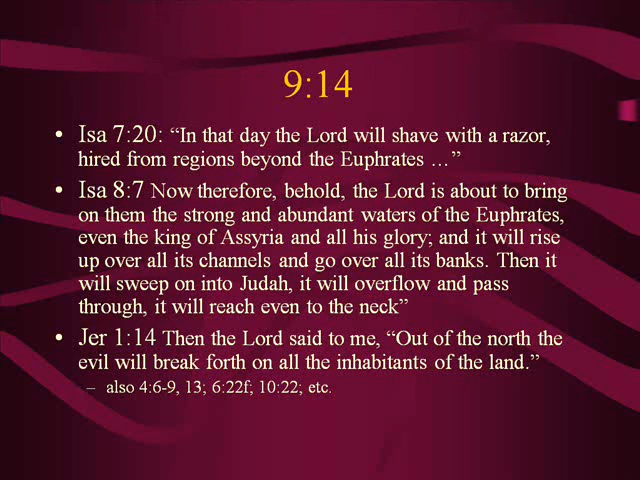 9:14
• Isa 7:20: “In that day the Lord will shave with a razor,
hired from regions beyond the Euphrates …”
• Isa 8:7 Now therefore, behold, the Lord is about to bring
on them the strong and abundant waters of the Euphrates,
even the king of Assyria and all his glory; and it will rise
up over all its channels and go over all its banks. Then it
will sweep on into Judah, it will overflow and pass
through, it will reach even to the neck”
• Jer 1:14 Then the Lord said to me, “Out of the north the
evil will break forth on all the inhabitants of the land.”
– also 4:6-9, 13; 6:22f; 10:22; etc.